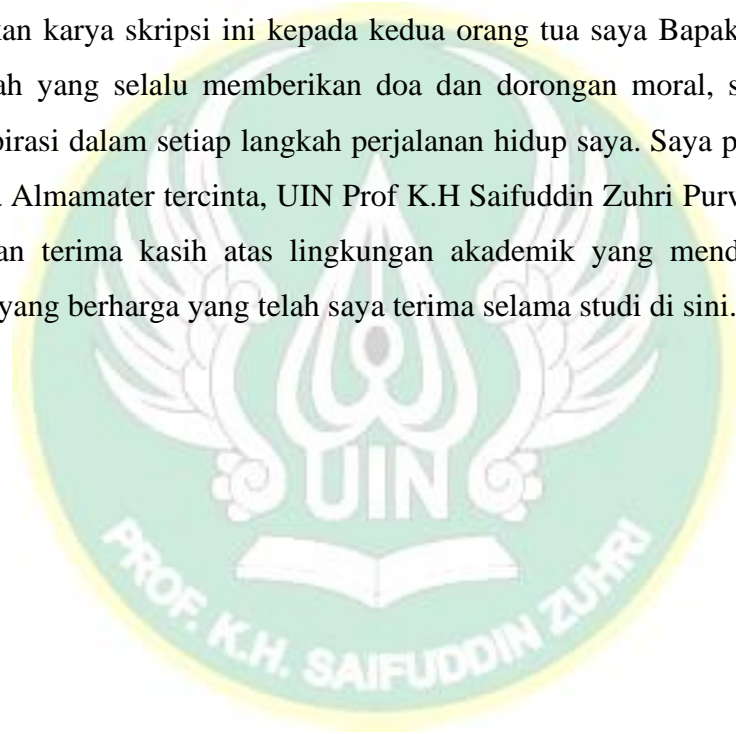 kan karya skripsi ini kepada kedua orang tua saya Bapak
ah yang selalu memberikan doa dan dorongan moral, s
pirasi dalam setiap langkah perjalanan hidup saya. Saya p
a Almamater tercinta, UIN Prof K.H Saifuddin Zuhri Purw
an terima kasih atas lingkungan akademik yang mend
yang berharga yang telah saya terima selama studi di sini.
UIN
PROF. K.H. SAIFUDDIN ZUHRI